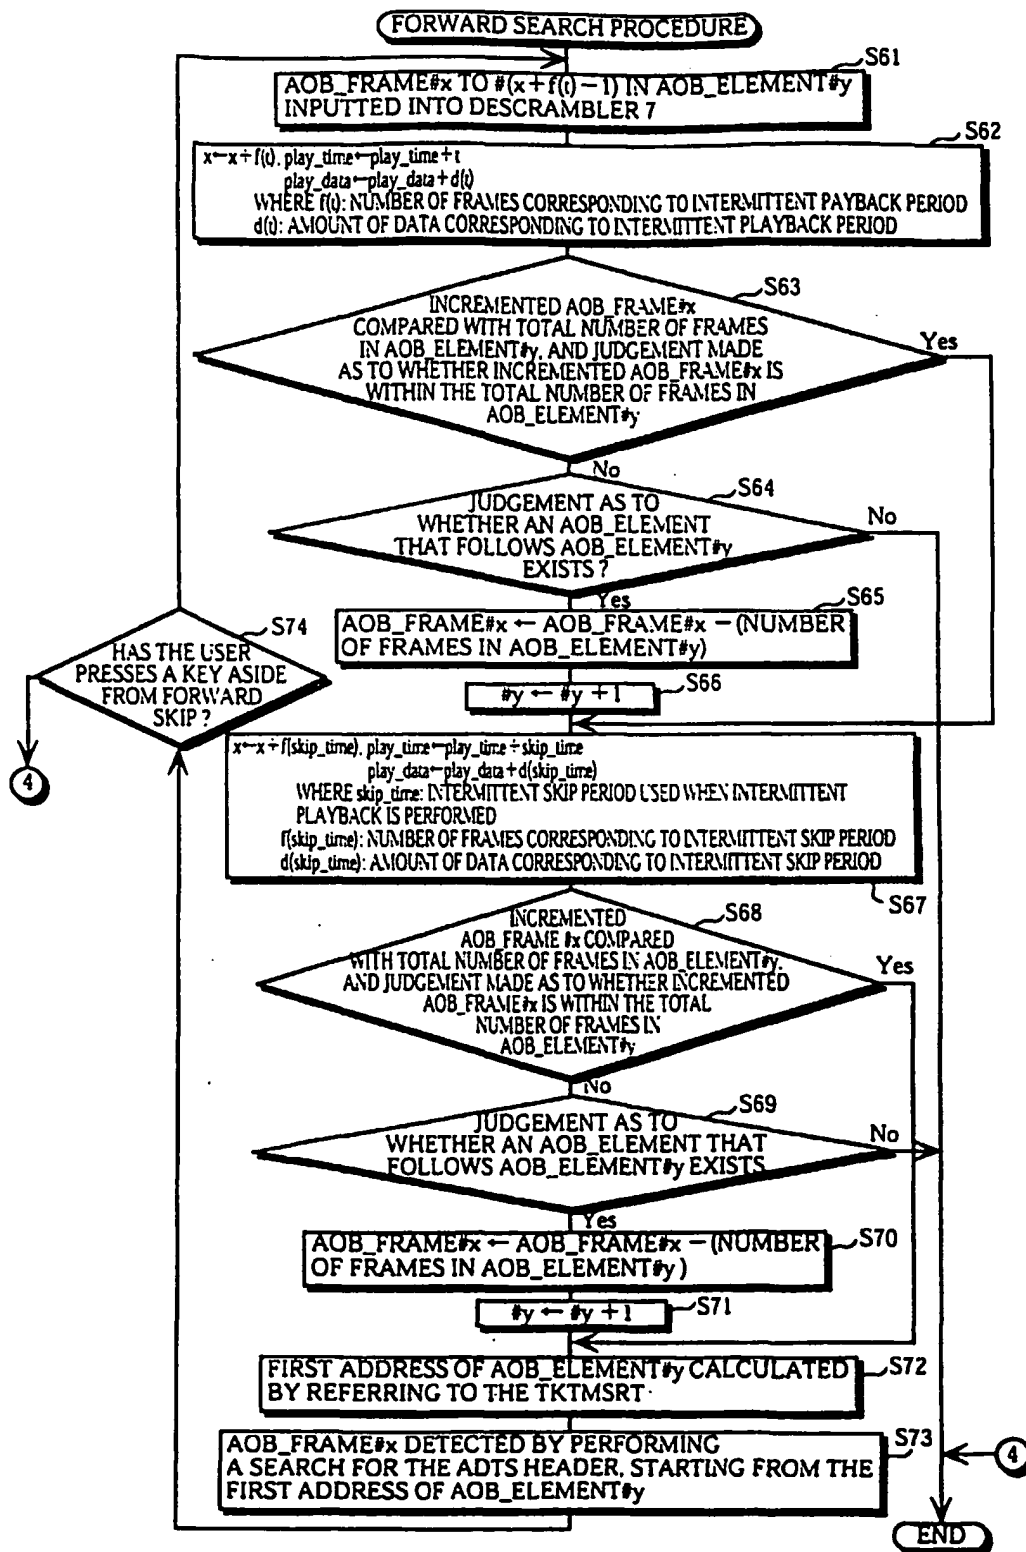 FORWARD SEARCH PROCEDURE
S61
AOB_FRAME#x TO #(x+f(t)−1) IN AOB_ELEMENT#y
INPUTTED INTO DESCRAMBLER 7
S62
x←x+f(t), play_time←play_time+t
play_data←play_data+d(t)
WHERE f(t): NUMBER OF FRAMES CORRESPONDING TO INTERMITTENT PAYBACK PERIOD
d(t): AMOUNT OF DATA CORRESPONDING TO INTERMITTENT PLAYBACK PERIOD
S63
INCREMENTED AOB_FRAME#x
COMPARED WITH TOTAL NUMBER OF FRAMES
IN AOB_ELEMENT#y, AND JUDGEMENT MADE
AS TO WHETHER INCREMENTED AOB_FRAME#x IS
WITHIN THE TOTAL NUMBER OF FRAMES IN
AOB_ELEMENT#y
Yes
No
S64
JUDGEMENT AS TO
WHETHER AN AOB_ELEMENT
THAT FOLLOWS AOB_ELEMENT#y
EXISTS ?
No
Yes
S65
AOB_FRAME#x ← AOB_FRAME#x − (NUMBER
OF FRAMES IN AOB_ELEMENT#y)
S66
#y ← #y + 1
S74
HAS THE USER
PRESSES A KEY ASIDE
FROM FORWARD
SKIP ?
4
x←x+f(skip_time), play_time←play_time+skip_time
play_data←play_data+d(skip_time)
WHERE skip_time: INTERMITTENT SKIP PERIOD USED WHEN INTERMITTENT
PLAYBACK IS PERFORMED
f(skip_time): NUMBER OF FRAMES CORRESPONDING TO INTERMITTENT SKIP PERIOD
d(skip_time): AMOUNT OF DATA CORRESPONDING TO INTERMITTENT SKIP PERIOD
S67
S68
INCREMENTED
AOB_FRAME #x COMPARED
WITH TOTAL NUMBER OF FRAMES IN AOB_ELEMENT#y,
AND JUDGEMENT MADE AS TO WHETHER INCREMENTED
AOB_FRAME#x IS WITHIN THE TOTAL
NUMBER OF FRAMES IN
AOB_ELEMENT#y
Yes
No
S69
JUDGEMENT AS TO
WHETHER AN AOB_ELEMENT THAT
FOLLOWS AOB_ELEMENT#y EXISTS
No
Yes
AOB_FRAME#x ← AOB_FRAME#x − (NUMBER
OF FRAMES IN AOB_ELEMENT#y )
S70
#y ← #y + 1
S71
FIRST ADDRESS OF AOB_ELEMENT#y CALCULATED
BY REFERRING TO THE TKTMSRT
S72
AOB_FRAME#x DETECTED BY PERFORMING
A SEARCH FOR THE ADTS HEADER, STARTING FROM THE
FIRST ADDRESS OF AOB_ELEMENT#y
S73
4
END